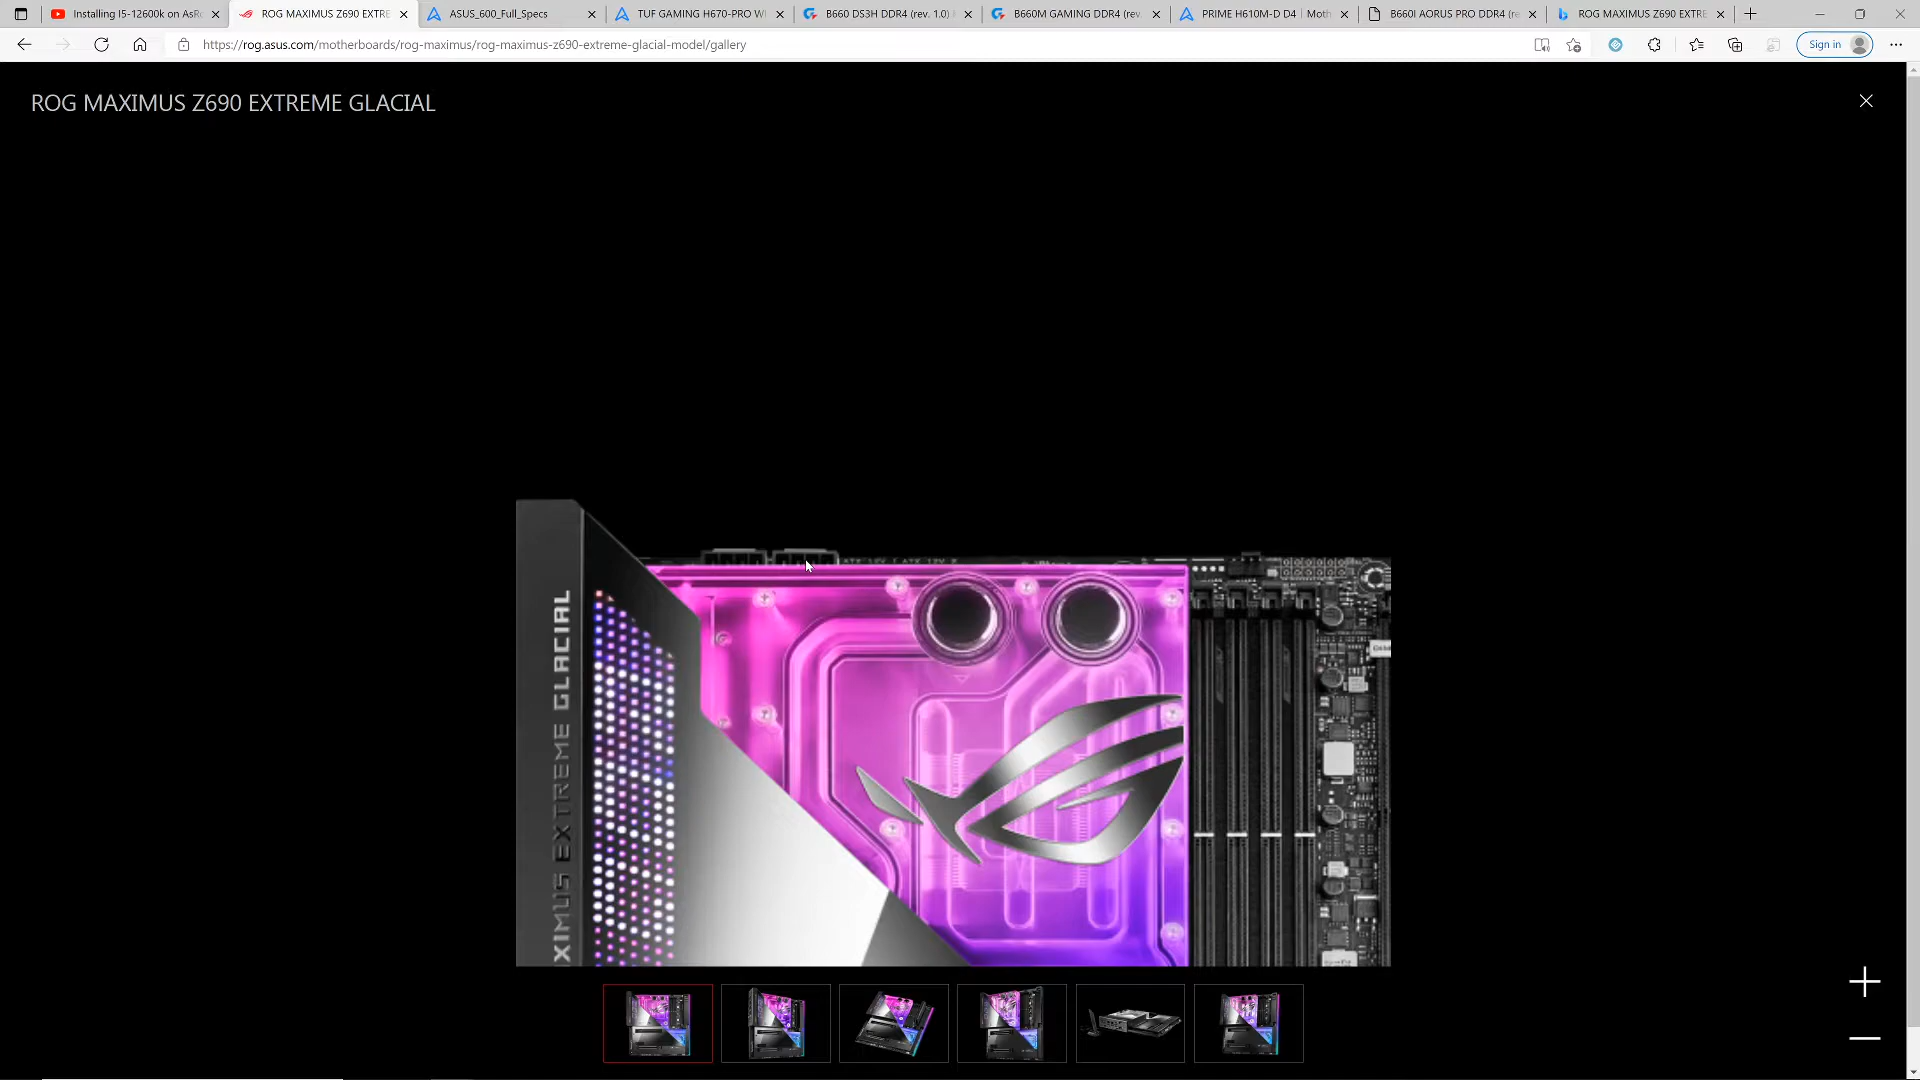 Installing I5-12600k on AsRo
ROG MAXIMUS Z690 EXTRE
ASUS_600_Full_Specs
TUF GAMING H670-PRO WI
B660 DS3H DDR4 (rev. 1.0)
B660M GAMING DDR4 (rev.
PRIME H610M-D D4 | Moth
B660I AORUS PRO DDR4 (re
ROG MAXIMUS Z690 EXTRE
https://rog.asus.com/motherboards/rog-maximus/rog-maximus-z690-extreme-glacial-model/gallery
Sign in
ROG MAXIMUS Z690 EXTREME GLACIAL
XIMUS EXTREME GLACIAL